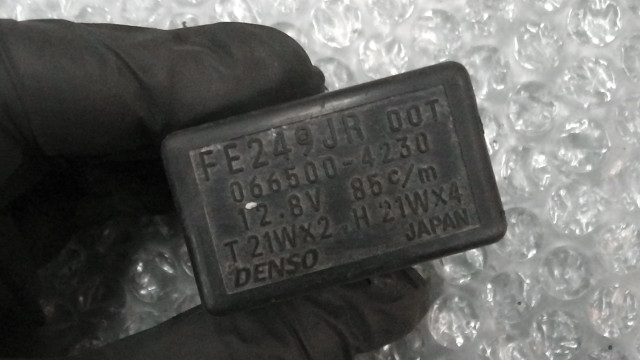 FE249JR DOT
066500-4230
12.8V 85c/m
T 21WX2 H 21WX4
DENSO JAPAN